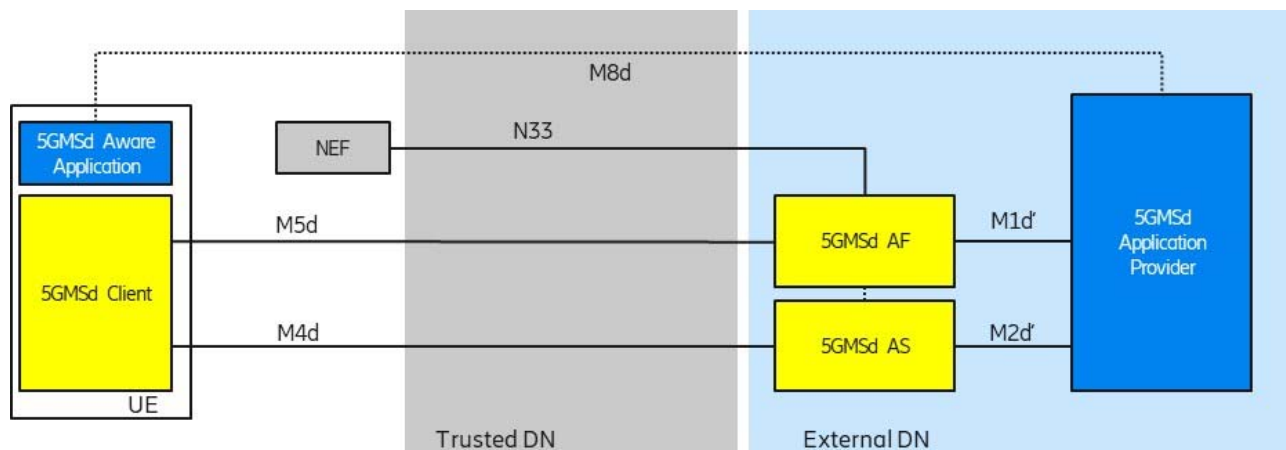 M8d
5GMSd Aware
Application
NEF
N33
M5d
5GMSd AF
M1d'
5GMSd
Application
Provider
5GMSd Client
M4d
5GMSd AS
M2d'
UE
Trusted DN
External DN